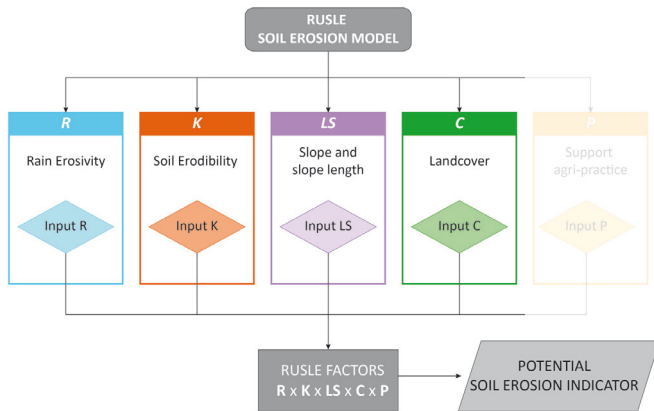 RUSLE
SOIL EROSION MODEL
R
K
LS
C
P
Rain Erosivity
Soil Erodibility
Slope and
slope length
Landcover
Support
agri-practice
Input R
Input K
Input LS
Input C
Input P
RUSLE FACTORS
R x K x LS x C x P
POTENTIAL
SOIL EROSION INDICATOR